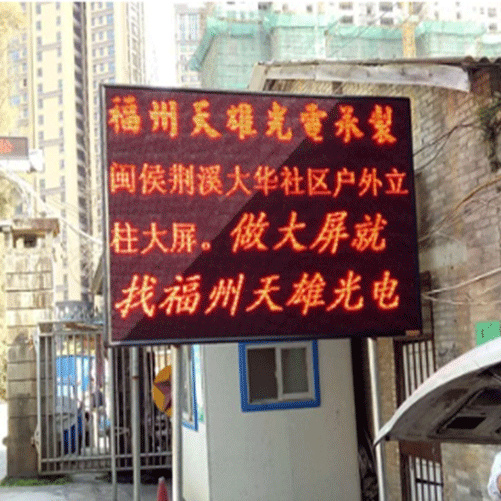 福州天雄光電承製
闽侯荆溪大华社区户外立
柱大屏。做大屏就
找福州天雄光电